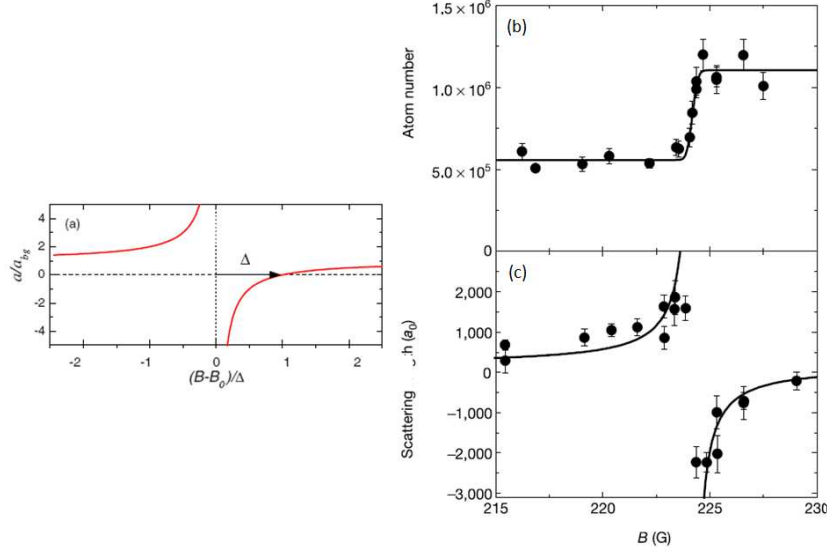 (a)
a/a_bg
4
2
0
-2
-4
Δ
-2 -1 0 1 2
(B-B_o)/Δ
(b)
Atom number
1.5 × 10⁶
1.0 × 10⁶
5.0 × 10⁵
0
(c)
Scattering gth (a₀)
2,000
1,000
0
–1,000
–2,000
–3,000
215 220 225 230
B (G)